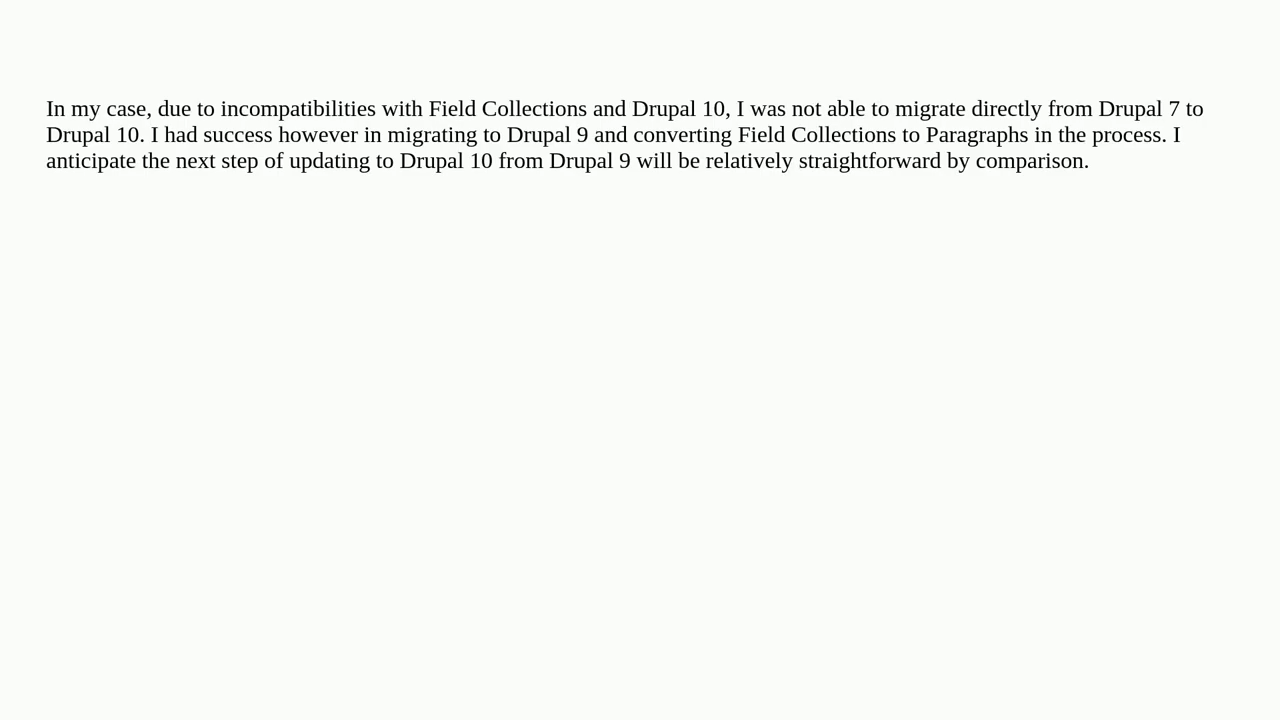 In my case, due to incompatibilities with Field Collections and Drupal 10, I was not able to migrate directly from Drupal 7 to
Drupal 10. I had success however in migrating to Drupal 9 and converting Field Collections to Paragraphs in the process. I
anticipate the next step of updating to Drupal 10 from Drupal 9 will be relatively straightforward by comparison.